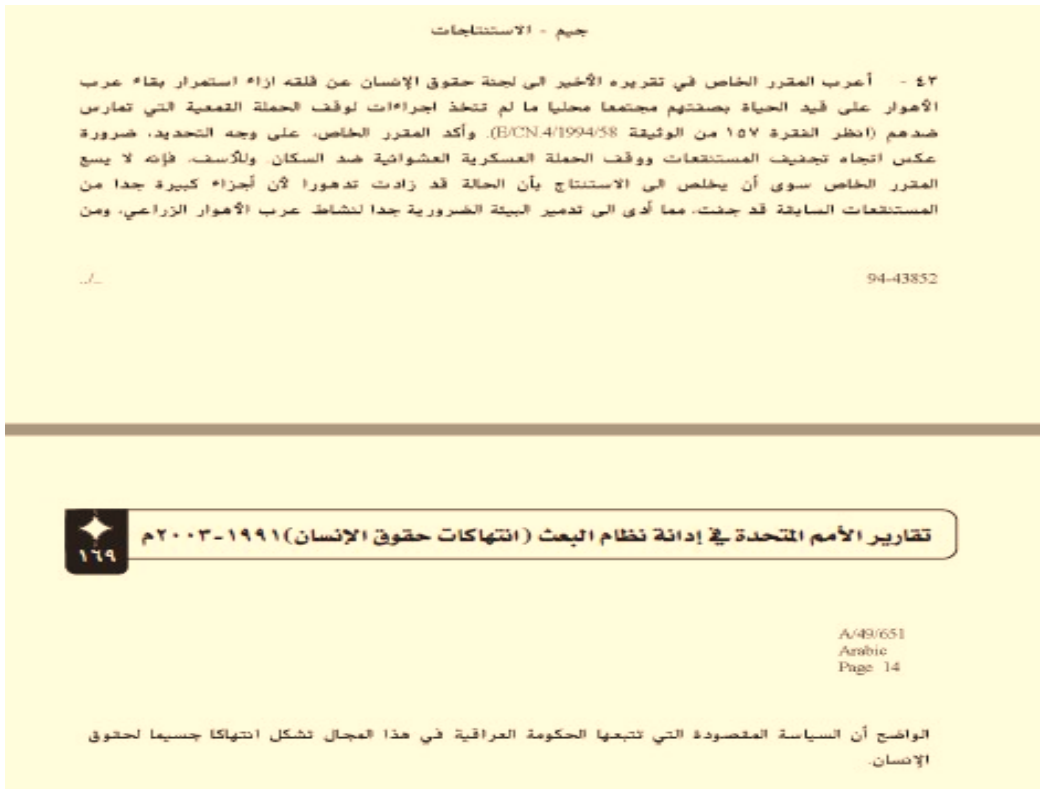 جيم - الاستنتاجات
٤٣ - أعرب المقرر الخاص في تقريره الأخير الى لجنة حقوق الإنسان عن قلقه ازاء استمرار بقاء عرب
الأهوار على قيد الحياة بصفتهم مجتمعا محليا ما لم تتخذ اجراءات لوقف الحملة القمعية التي تمارس
ضدهم (انظر الفقرة ١٥٧ من الوثيقة E/CN.4/1994/58). وأكد المقرر الخاص، على وجه التحديد، ضرورة
عكس اتجاه تجفيف المستنقعات ووقف الحملة العسكرية العشوائية ضد السكان. وللأسف، فإنه لا يسع
المقرر الخاص سوى أن يخلص الى الاستنتاج بأن الحالة قد زادت تدهورا لأن أجزاء كبيرة جدا من
المستنقعات السابقة قد جفت، مما أدى الى تدمير البيئة الضرورية جدا لنشاط عرب الأهوار الزراعي، ومن
94-43852 ../..
تقارير الأمم المتحدة في إدانة نظام البعث (انتهاكات حقوق الإنسان) ١٩٩١-٢٠٠٣م
١٦٩
A/49/651
Arabic
Page 14
الواضح أن السياسة المقصودة التي تتبعها الحكومة العراقية في هذا المجال تشكل انتهاكا جسيما لحقوق
الإنسان.